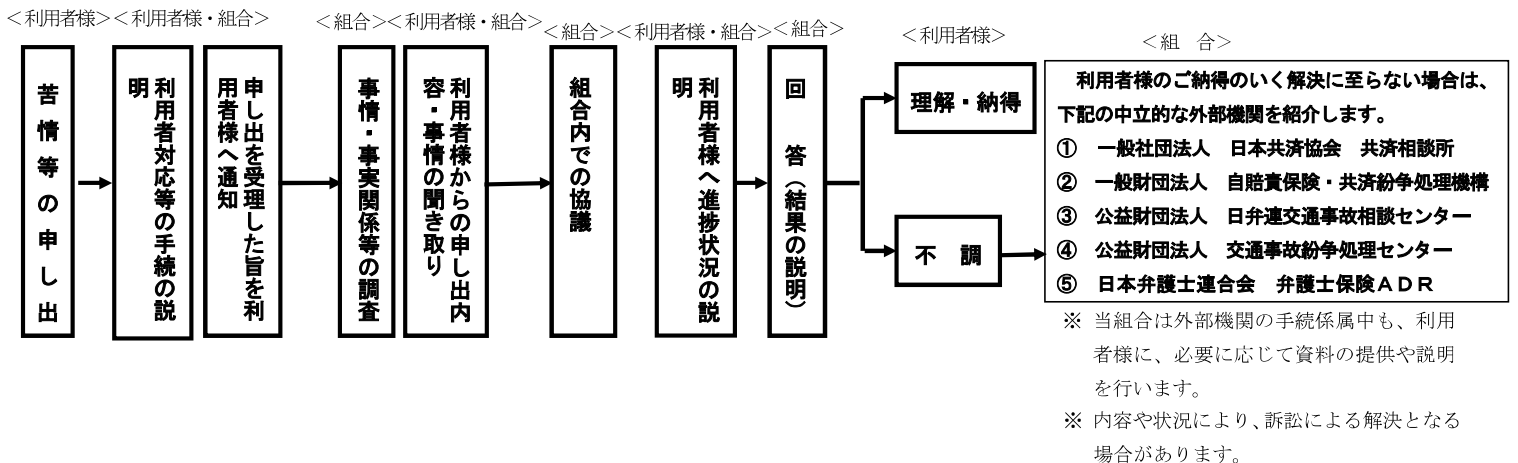 ＜利用者様＞
苦情等の申し出
＜利用者様・組合＞
利用者対応等の手続の説
明
申し出を受理した旨を利
用者様へ通知
＜組合＞
事情・事実関係等の調査
＜利用者様・組合＞
利用者様からの申し出内
容・事情の聞き取り
＜組合＞
組合内での協議
＜利用者様・組合＞
利用者様へ進捗状況の説
明
＜組合＞
回　答（結果の説明）
＜利用者様＞
理解・納得
不　調
＜組　合＞
利用者様のご納得のいく解決に至らない場合は、
下記の中立的な外部機関を紹介します。
①　一般社団法人　日本共済協会　共済相談所
②　一般財団法人　自賠責保険・共済紛争処理機構
③　公益財団法人　日弁連交通事故相談センター
④　公益財団法人　交通事故紛争処理センター
⑤　日本弁護士連合会　弁護士保険ＡＤＲ
※ 当組合は外部機関の手続係属中も、利用
者様に、必要に応じて資料の提供や説明
を行います。
※ 内容や状況により、訴訟による解決となる
場合があります。